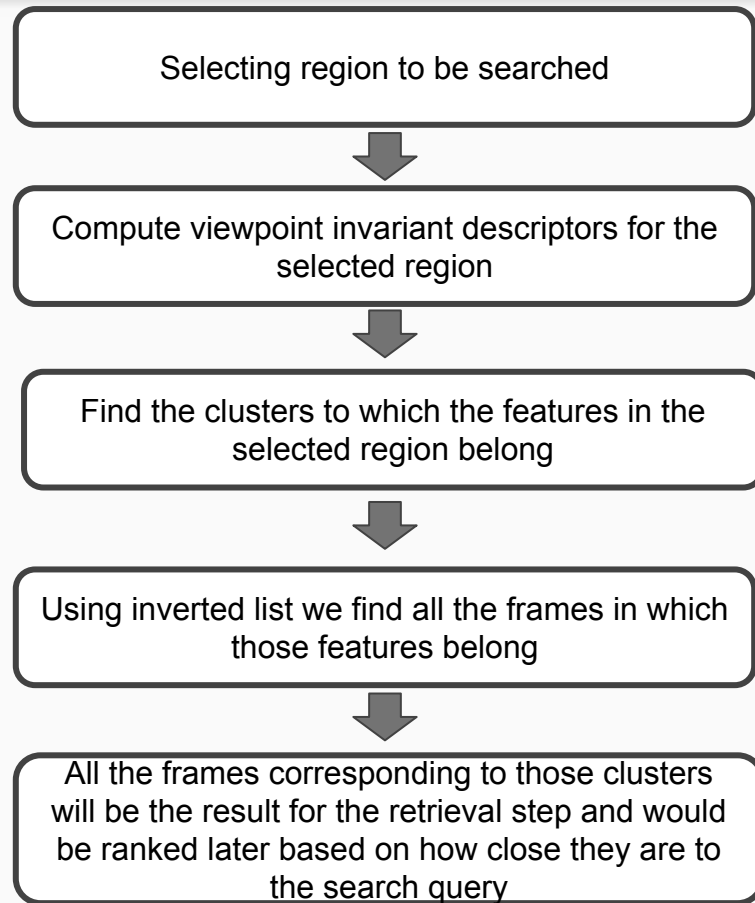 Selecting region to be searched
Compute viewpoint invariant descriptors for the
selected region
Find the clusters to which the features in the
selected region belong
Using inverted list we find all the frames in which
those features belong
All the frames corresponding to those clusters
will be the result for the retrieval step and would
be ranked later based on how close they are to
the search query